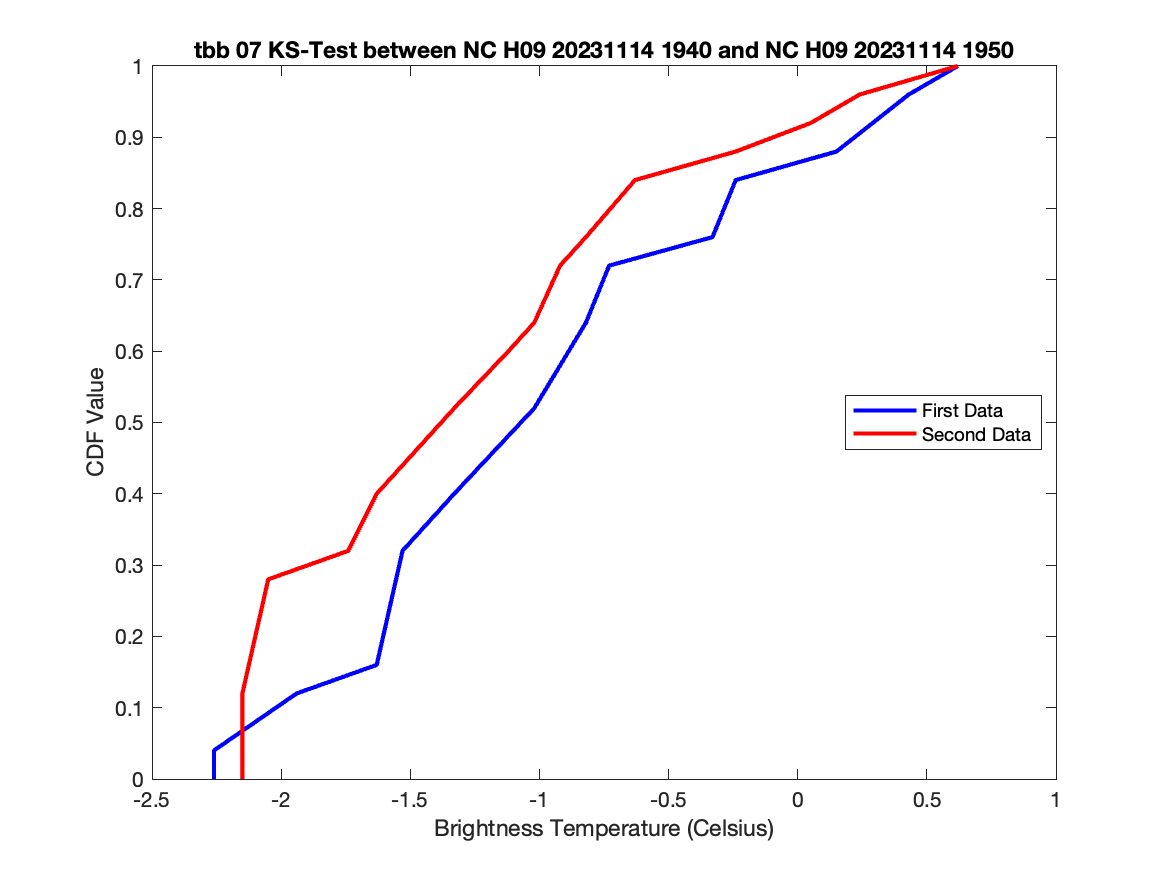 tbb 07 KS-Test between NC H09 20231114 1940 and NC H09 20231114 1950
1
0.9
0.8
0.7
0.6
0.5
0.4
0.3
0.2
0.1
0
CDF Value
First Data
Second Data
-2.5 -2 -1.5 -1 -0.5 0 0.5 1
Brightness Temperature (Celsius)